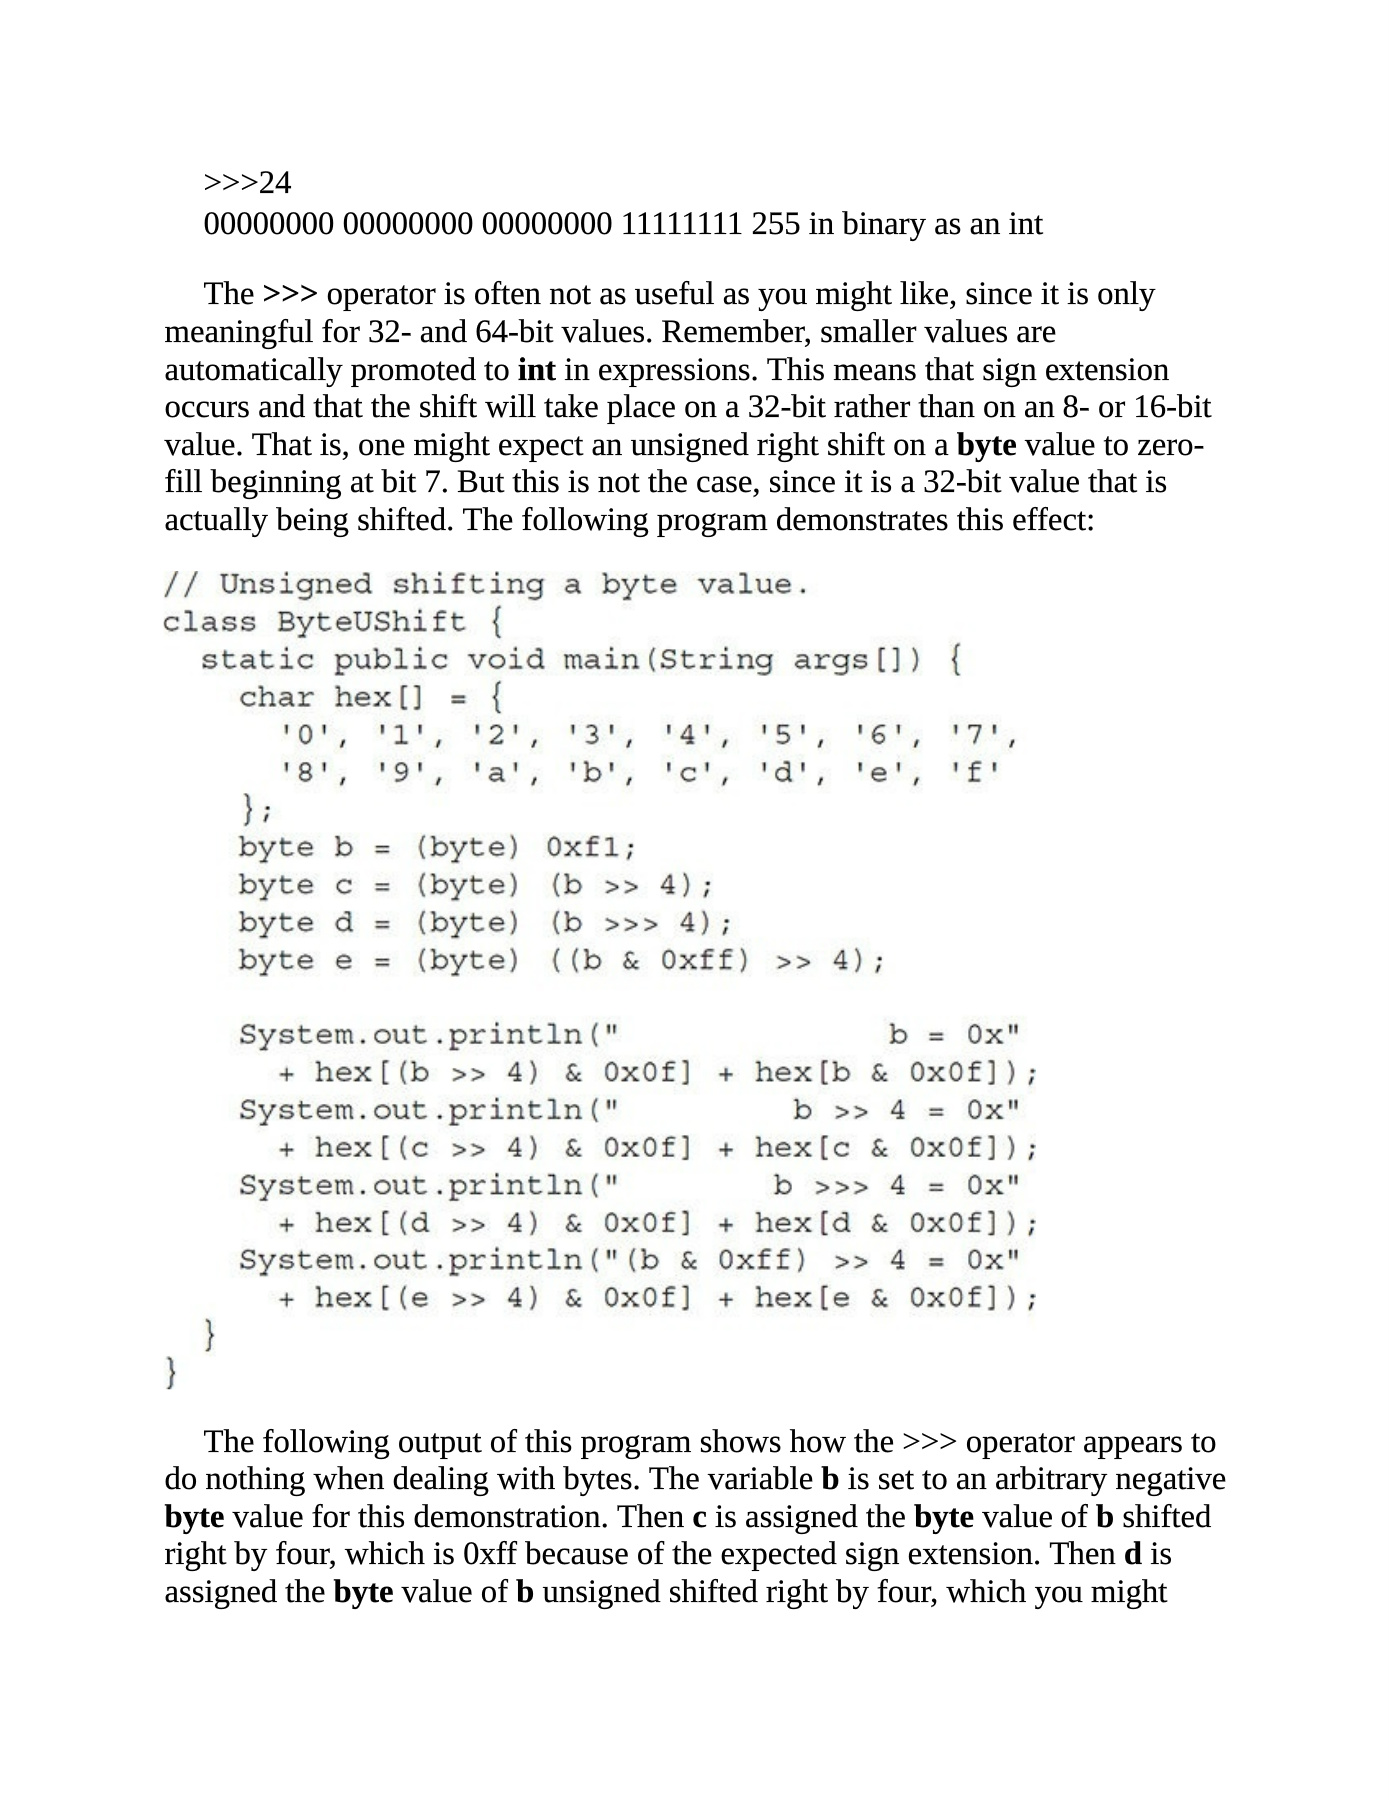 >>>24
00000000 00000000 00000000 11111111 255 in binary as an int
The >>> operator is often not as useful as you might like, since it is only
meaningful for 32- and 64-bit values. Remember, smaller values are
automatically promoted to int in expressions. This means that sign extension
occurs and that the shift will take place on a 32-bit rather than on an 8- or 16-bit
value. That is, one might expect an unsigned right shift on a byte value to zero-
fill beginning at bit 7. But this is not the case, since it is a 32-bit value that is
actually being shifted. The following program demonstrates this effect:
// Unsigned shifting a byte value.
class ByteUShift {
  static public void main(String args[]) {
    char hex[] = {
      '0', '1', '2', '3', '4', '5', '6', '7',
      '8', '9', 'a', 'b', 'c', 'd', 'e', 'f'
    };
    byte b = (byte) 0xf1;
    byte c = (byte) (b >> 4);
    byte d = (byte) (b >>> 4);
    byte e = (byte) ((b & 0xff) >> 4);
    System.out.println("              b = 0x"
      + hex[(b >> 4) & 0x0f] + hex[b & 0x0f]);
    System.out.println("         b >> 4 = 0x"
      + hex[(c >> 4) & 0x0f] + hex[c & 0x0f]);
    System.out.println("        b >>> 4 = 0x"
      + hex[(d >> 4) & 0x0f] + hex[d & 0x0f]);
    System.out.println("(b & 0xff) >> 4 = 0x"
      + hex[(e >> 4) & 0x0f] + hex[e & 0x0f]);
  }
}
The following output of this program shows how the >>> operator appears to
do nothing when dealing with bytes. The variable b is set to an arbitrary negative
byte value for this demonstration. Then c is assigned the byte value of b shifted
right by four, which is 0xff because of the expected sign extension. Then d is
assigned the byte value of b unsigned shifted right by four, which you might